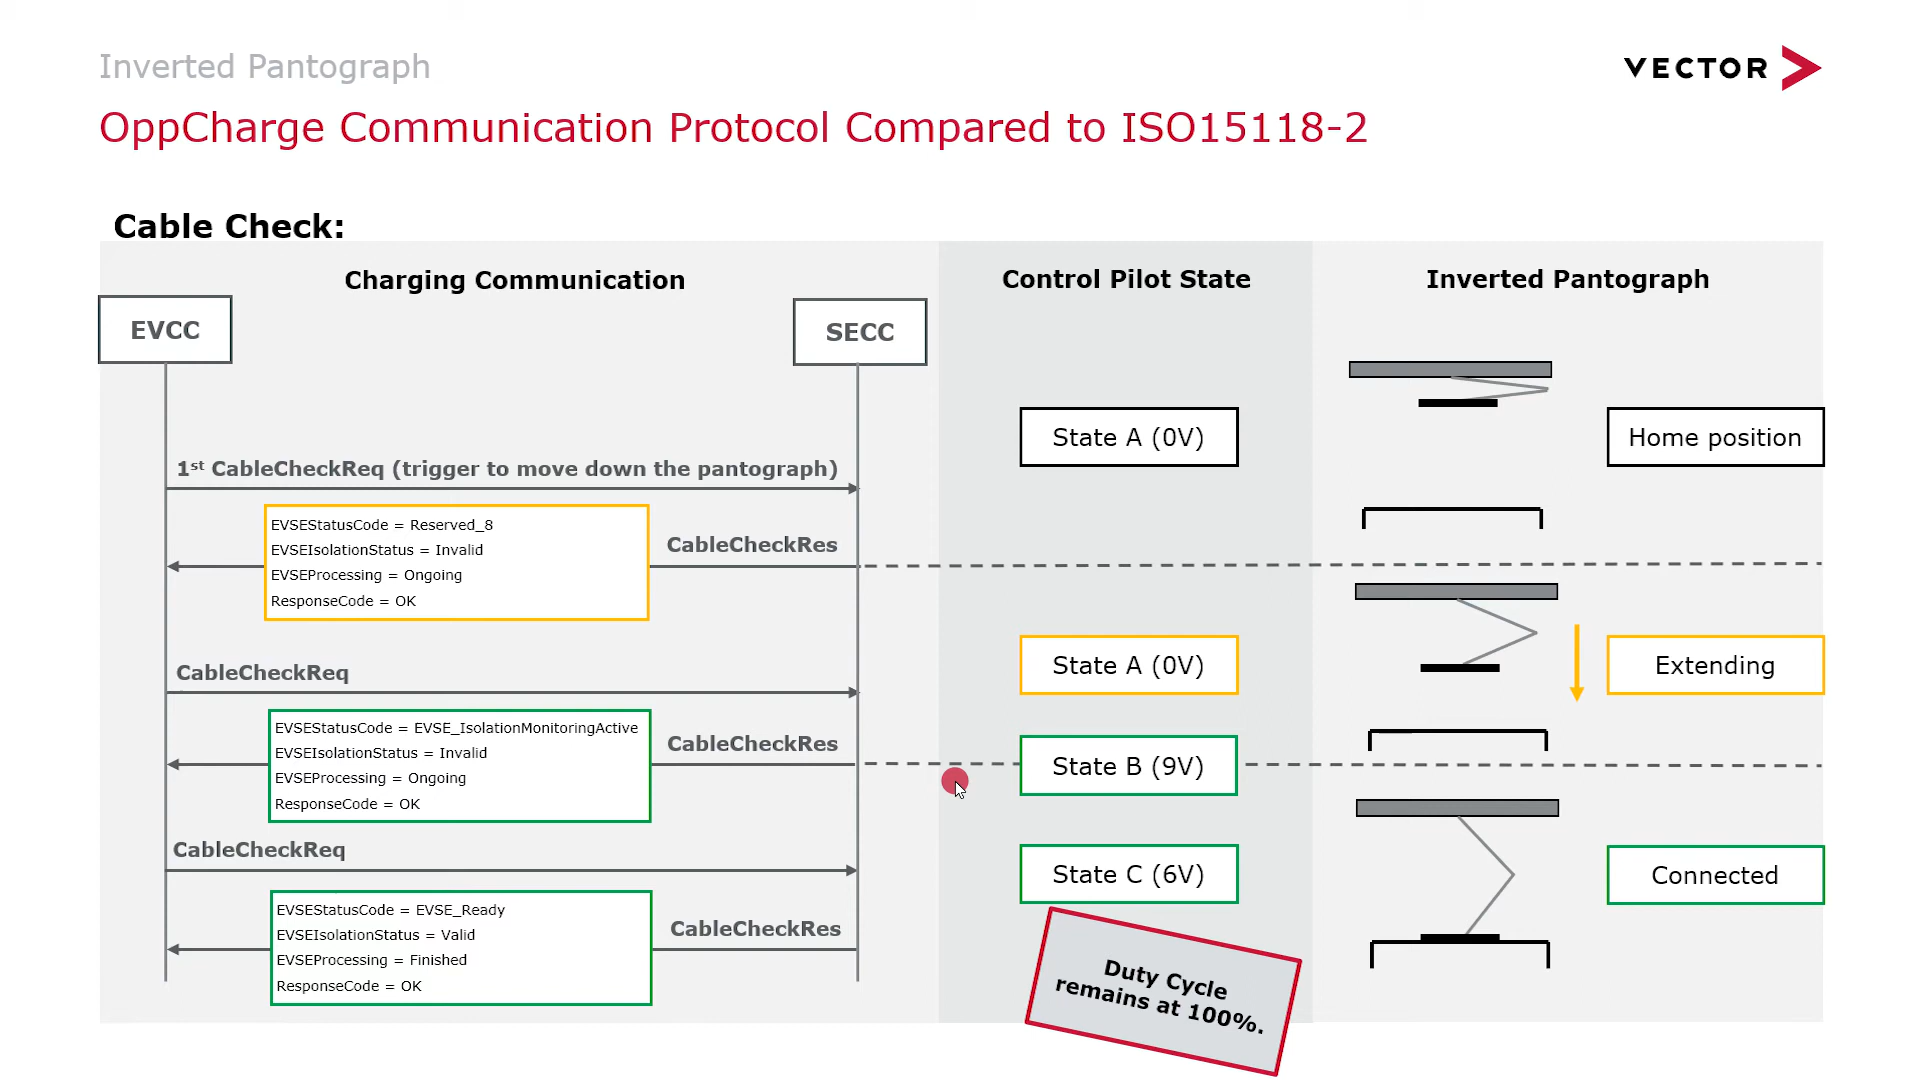 Inverted Pantograph
VECTOR
OppCharge Communication Protocol Compared to ISO15118-2
Cable Check:
Charging Communication
Control Pilot State
Inverted Pantograph
EVCC
SECC
State A (0V)
Home position
1st CableCheckReq (trigger to move down the pantograph)
EVSEStatusCode = Reserved_8
EVSEIsolationStatus = Invalid
EVSEProcessing = Ongoing
ResponseCode = OK
CableCheckRes
State A (0V)
Extending
CableCheckReq
EVSEStatusCode = EVSE_IsolationMonitoringActive
EVSEIsolationStatus = Invalid
EVSEProcessing = Ongoing
ResponseCode = OK
CableCheckRes
State B (9V)
CableCheckReq
State C (6V)
Connected
EVSEStatusCode = EVSE_Ready
EVSEIsolationStatus = Valid
EVSEProcessing = Finished
ResponseCode = OK
CableCheckRes
Duty Cycle
remains at 100%.